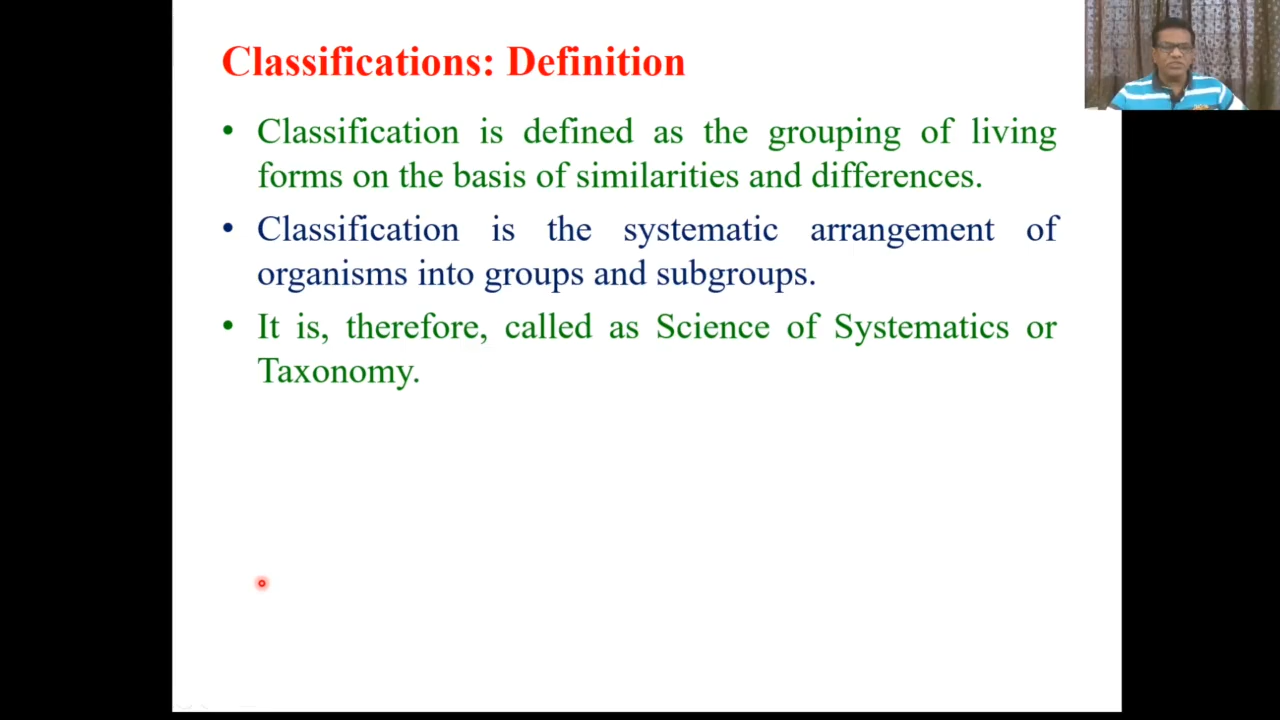 Classifications: Definition
• Classification is defined as the grouping of living
forms on the basis of similarities and differences.
• Classification is the systematic arrangement of
organisms into groups and subgroups.
• It is, therefore, called as Science of Systematics or
Taxonomy.